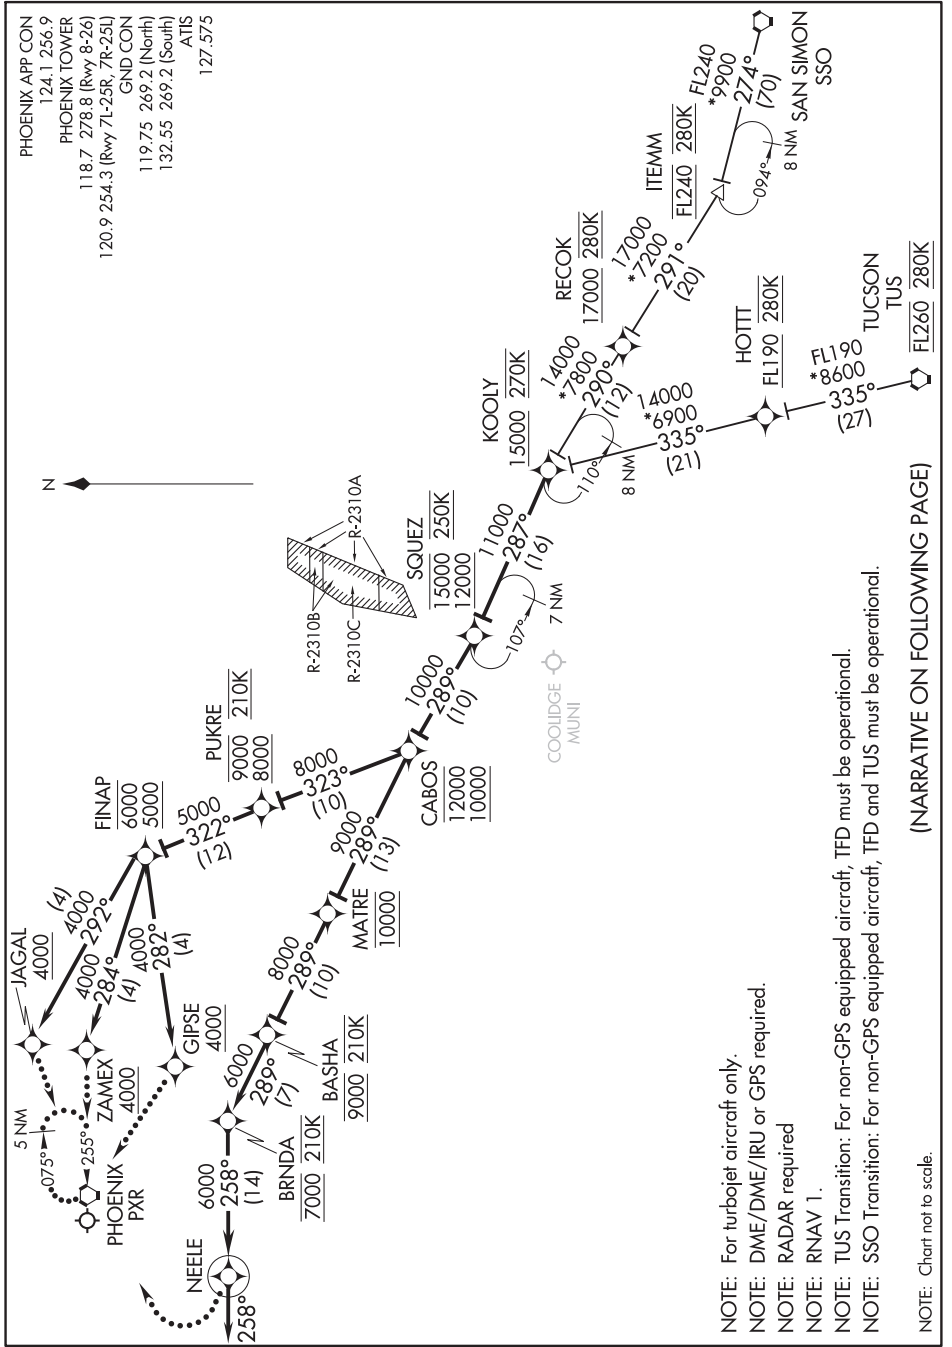 PHOENIX APP CON
124.1 256.9
PHOENIX TOWER
118.7 278.8 (Rwy 8-26)
120.9 254.3 (Rwy 7L-25R, 7R-25L)
GND CON
119.75 269.2 (North)
132.55 269.2 (South)
ATIS
127.575
N
R-2310A
R-2310B
R-2310C
SAN SIMON
SSO
FL240
*9900
274°
(70)
8 NM
094°
ITEMM
FL240 280K
17000
*7200
291°
(20)
RECOK
17000 280K
14000
*7800
290°
(12)
TUCSON
TUS
FL260 280K
FL190
*8600
335°
(27)
HOTTT
FL190 280K
14000
*6900
335°
(21)
KOOLY
15000 270K
110°
8 NM
11000
287°
(16)
SQUEZ
15000 250K
12000
107°
7 NM
COOLIDGE
MUNI
10000
289°
(10)
CABOS
12000
10000
8000
323°
(10)
PUKRE
9000 210K
8000
5000
322°
(12)
FINAP
6000
5000
(4)
4000
292°
4000
284°
(4)
4000
282°
(4)
JAGAL
4000
ZAMEX
4000
GIPSE
4000
5 NM
075°
255°
PHOENIX
PXR
9000
289°
(13)
MATRE
10000
8000
289°
(10)
BASHA
9000 210K
6000
289°
(7)
BRNDA
7000 210K
6000
258°
(14)
NEELE
258°
NOTE: For turbojet aircraft only.
NOTE: DME/DME/IRU or GPS required.
NOTE: RADAR required
NOTE: RNAV 1.
NOTE: TUS Transition: For non-GPS equipped aircraft, TFD must be operational.
NOTE: SSO Transition: For non-GPS equipped aircraft, TFD and TUS must be operational.
(NARRATIVE ON FOLLOWING PAGE)
NOTE: Chart not to scale.